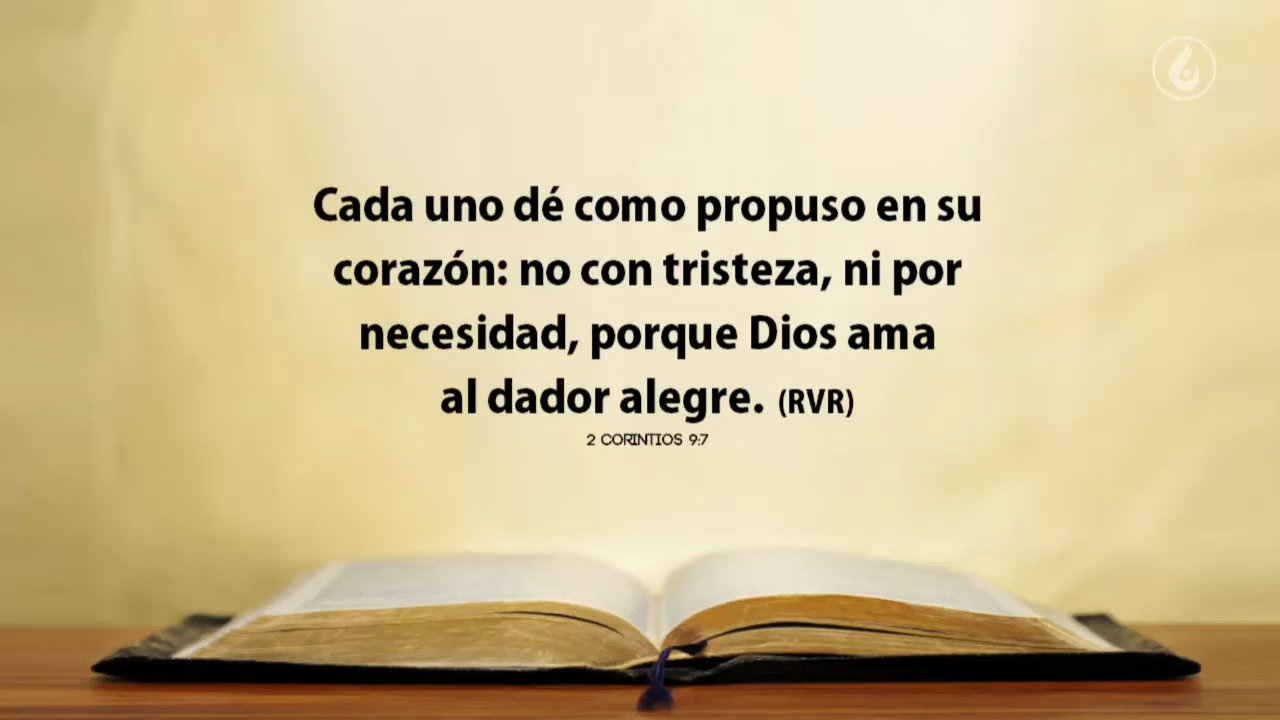 Cada uno dé como propuso en su
corazón: no con tristeza, ni por
necesidad, porque Dios ama
al dador alegre. (RVR)
2 CORINTIOS 9:7